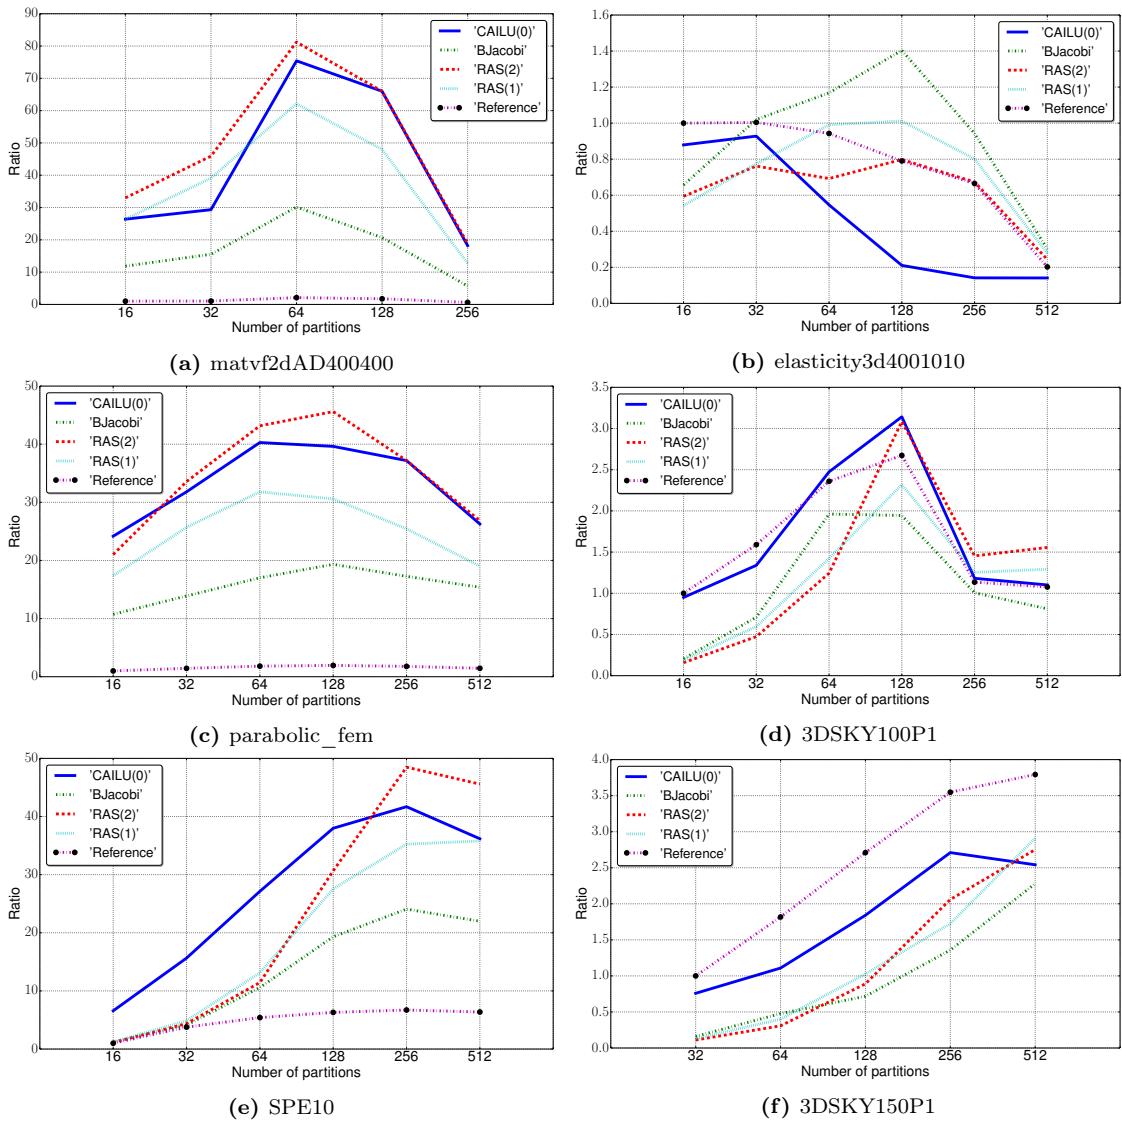 90
80
70
60
50
40
30
20
10
0
Ratio
'CAILU(0)'
'BJacobi'
'RAS(2)'
'RAS(1)'
'Reference'
16 32 64 128 256
Number of partitions
(a) matvf2dAD400400
1.6
1.4
1.2
1.0
0.8
0.6
0.4
0.2
0.0
Ratio
'CAILU(0)'
'BJacobi'
'RAS(2)'
'RAS(1)'
'Reference'
16 32 64 128 256 512
Number of partitions
(b) elasticity3d4001010
50
40
30
20
10
0
Ratio
'CAILU(0)'
'BJacobi'
'RAS(2)'
'RAS(1)'
'Reference'
16 32 64 128 256 512
Number of partitions
(c) parabolic_fem
3.5
3.0
2.5
2.0
1.5
1.0
0.5
0.0
Ratio
'CAILU(0)'
'BJacobi'
'RAS(2)'
'RAS(1)'
'Reference'
16 32 64 128 256 512
Number of partitions
(d) 3DSKY100P1
50
40
30
20
10
0
Ratio
'CAILU(0)'
'BJacobi'
'RAS(2)'
'RAS(1)'
'Reference'
16 32 64 128 256 512
Number of partitions
(e) SPE10
4.0
3.5
3.0
2.5
2.0
1.5
1.0
0.5
0.0
Ratio
'CAILU(0)'
'BJacobi'
'RAS(2)'
'RAS(1)'
'Reference'
32 64 128 256 512
Number of partitions
(f) 3DSKY150P1